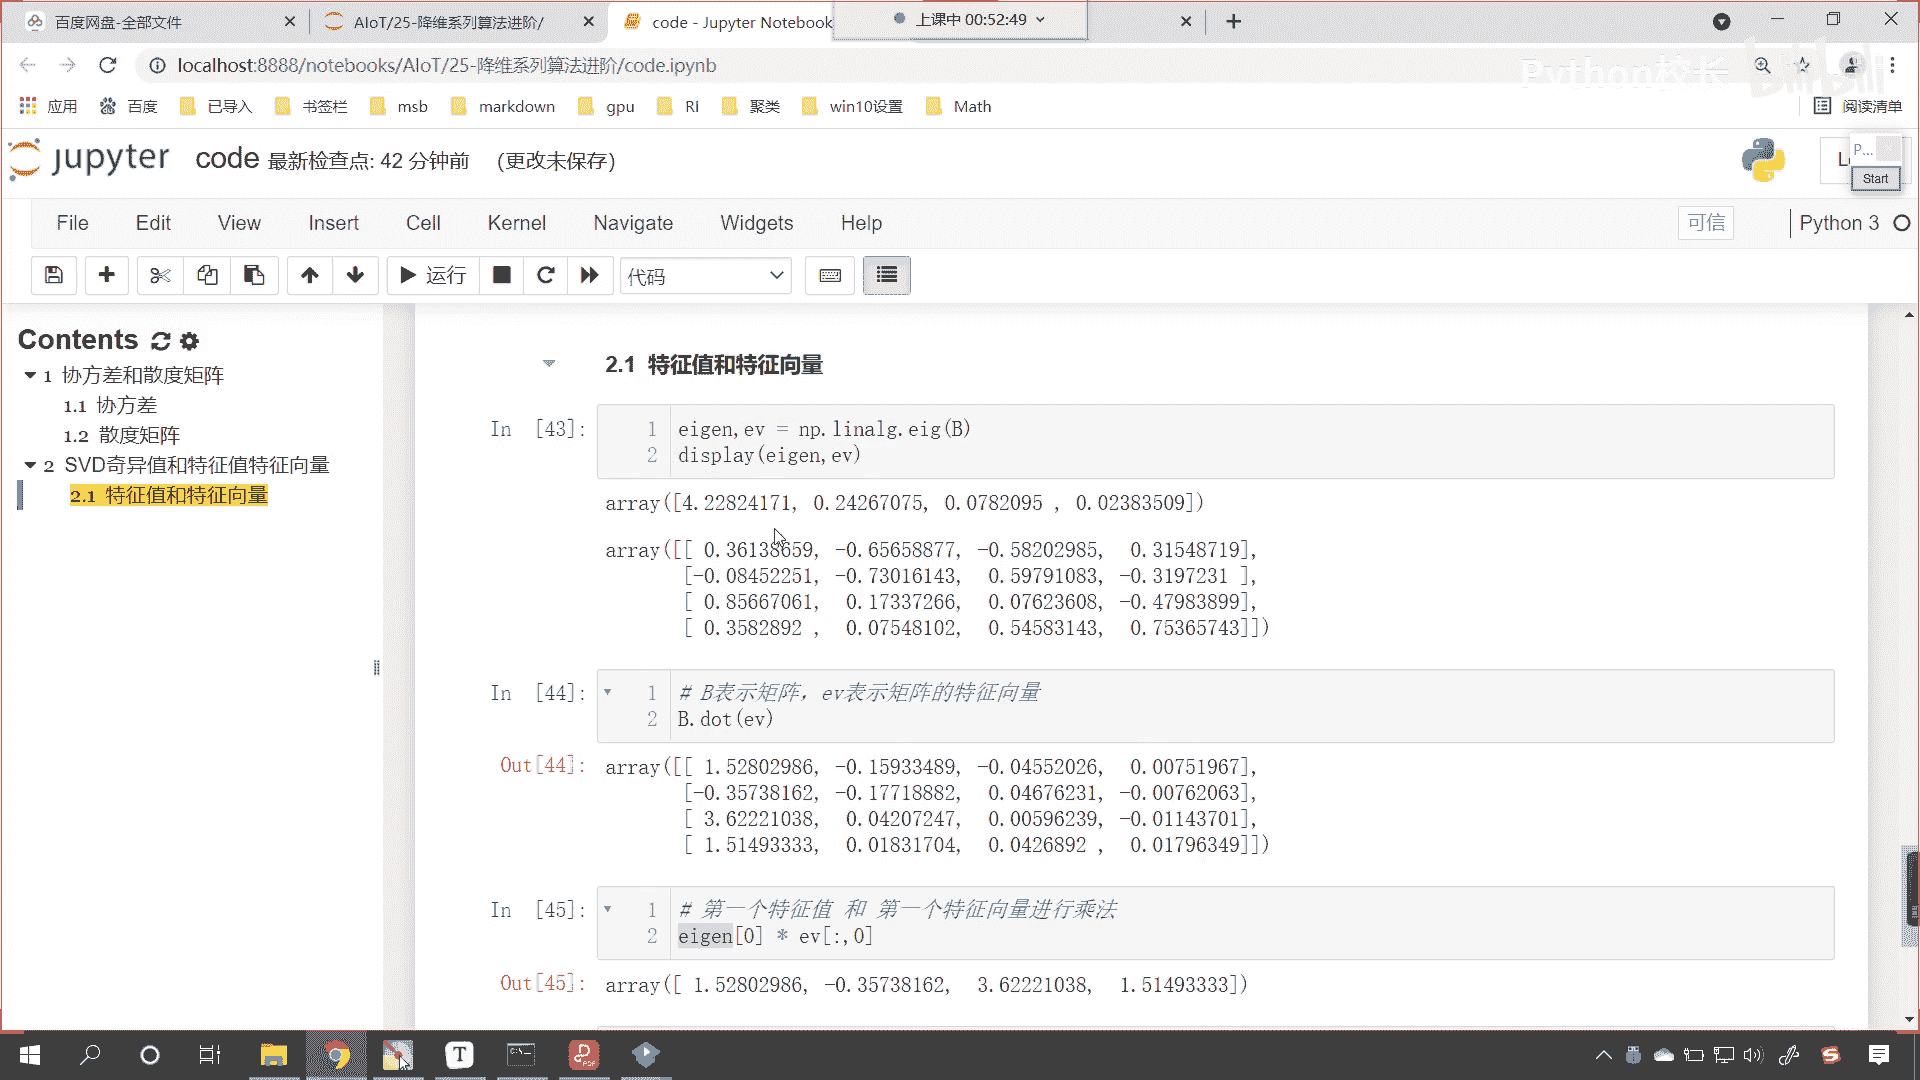 百度网盘-全部文件
AIoT/25-降维系列算法进阶/
code - Jupyter Notebook
上课中 00:52:49
localhost:8888/notebooks/AIoT/25-降维系列算法进阶/code.ipynb
Python校长
bilibili
应用 百度 已导入 书签栏 msb markdown gpu RI 聚类 win10设置 Math 阅读清单
jupyter code 最新检查点: 42 分钟前 (更改未保存)
P...
Start
File Edit View Insert Cell Kernel Navigate Widgets Help 可信 Python 3
运行 代码
Contents
1 协方差和散度矩阵
1.1 协方差
1.2 散度矩阵
2 SVD奇异值和特征值特征向量
2.1 特征值和特征向量
2.1 特征值和特征向量
In [43]:
1 eigen,ev = np.linalg.eig(B)
2 display(eigen,ev)
array([4.22824171, 0.24267075, 0.0782095 , 0.02383509])
array([[ 0.36138659, -0.65658877, -0.58202985, 0.31548719],
[-0.08452251, -0.73016143, 0.59791083, -0.3197231 ],
[ 0.85667061, 0.17337266, 0.07623608, -0.47983899],
[ 0.3582892 , 0.07548102, 0.54583143, 0.75365743]])
In [44]:
1 # B表示矩阵，ev表示矩阵的特征向量
2 B.dot(ev)
Out[44]:
array([[ 1.52802986, -0.15933489, -0.04552026, 0.00751967],
[-0.35738162, -0.17718882, 0.04676231, -0.00762063],
[ 3.62221038, 0.04207247, 0.00596239, -0.01143701],
[ 1.51493333, 0.01831704, 0.0426892 , 0.01796349]])
In [45]:
1 # 第一个特征值 和 第一个特征向量进行乘法
2 eigen[0] * ev[:,0]
Out[45]:
array([ 1.52802986, -0.35738162, 3.62221038, 1.51493333])